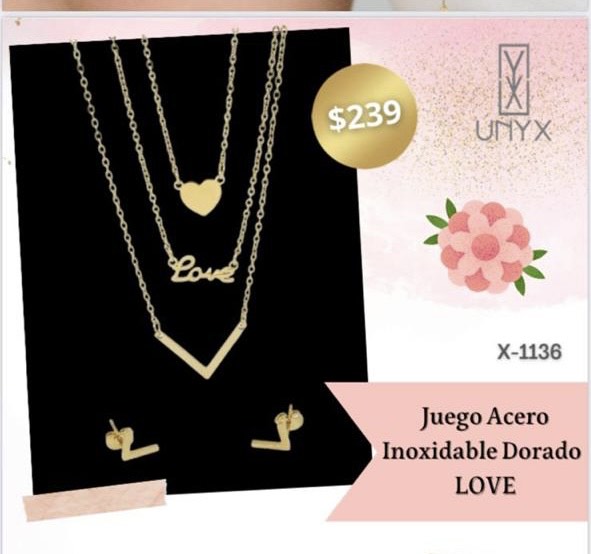 $239
UNYX
Love
X-1136
Juego Acero
Inoxidable Dorado
LOVE